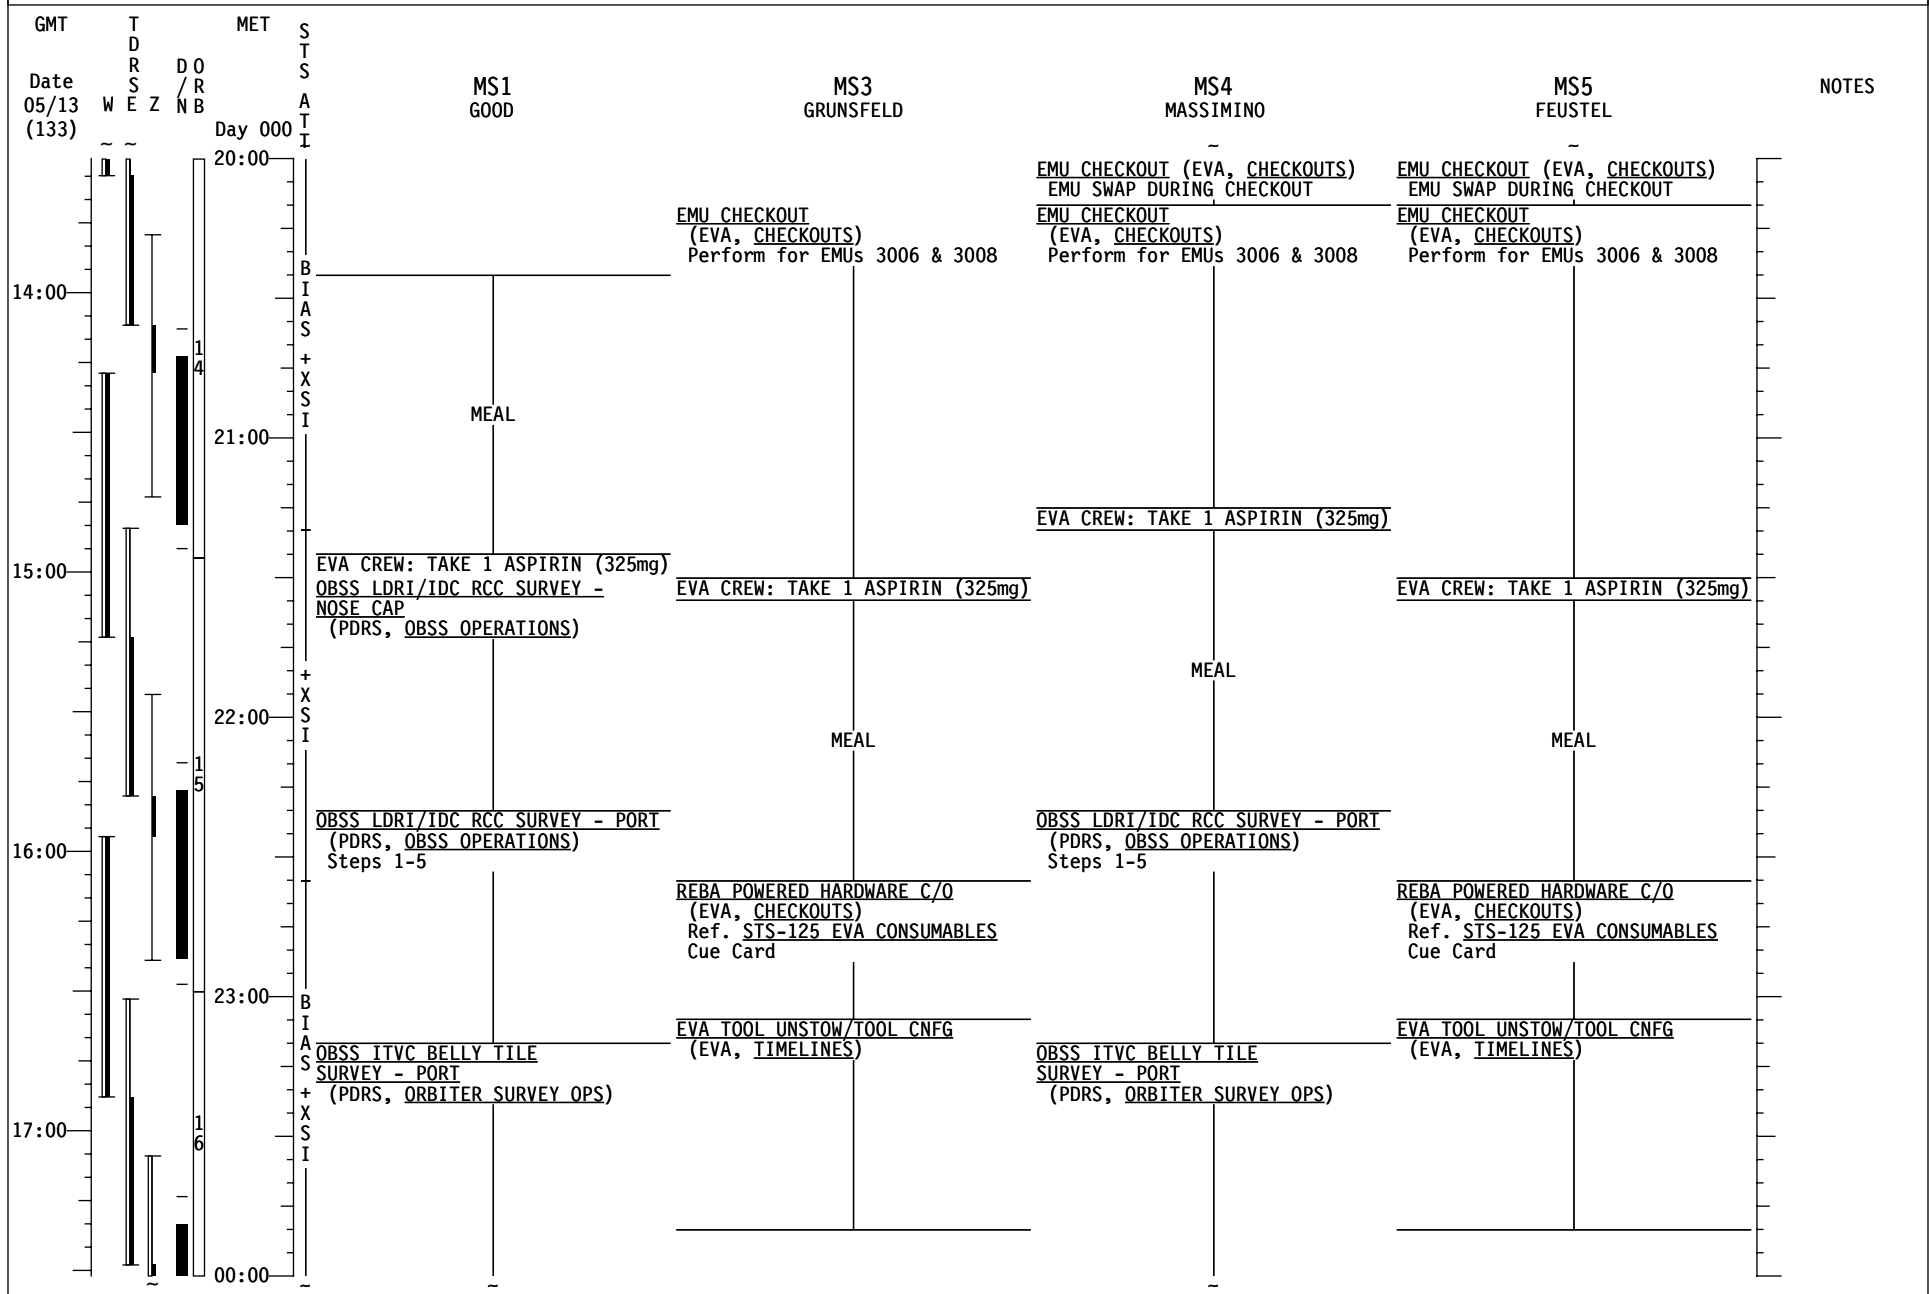 GMT
TDRS
MET
STS ATT
Date
05/13
(133)
W E Z
D/N
ORB
Day 000
MS1
GOOD
MS3
GRUNSFELD
MS4
MASSIMINO
MS5
FEUSTEL
NOTES
~ ~ ~ ~
20:00
EMU CHECKOUT (EVA, CHECKOUTS)
EMU SWAP DURING CHECKOUT
EMU CHECKOUT (EVA, CHECKOUTS)
EMU SWAP DURING CHECKOUT
EMU CHECKOUT
(EVA, CHECKOUTS)
Perform for EMUs 3006 & 3008
EMU CHECKOUT
(EVA, CHECKOUTS)
Perform for EMUs 3006 & 3008
EMU CHECKOUT
(EVA, CHECKOUTS)
Perform for EMUs 3006 & 3008
BIAS +XSI
14:00
14
MEAL
21:00
EVA CREW: TAKE 1 ASPIRIN (325mg)
EVA CREW: TAKE 1 ASPIRIN (325mg)
OBSS LDRI/IDC RCC SURVEY -
NOSE CAP
(PDRS, OBSS OPERATIONS)
15:00
EVA CREW: TAKE 1 ASPIRIN (325mg)
EVA CREW: TAKE 1 ASPIRIN (325mg)
+XSI
MEAL
22:00
MEAL
MEAL
15
OBSS LDRI/IDC RCC SURVEY - PORT
(PDRS, OBSS OPERATIONS)
Steps 1-5
OBSS LDRI/IDC RCC SURVEY - PORT
(PDRS, OBSS OPERATIONS)
Steps 1-5
16:00
REBA POWERED HARDWARE C/O
(EVA, CHECKOUTS)
Ref. STS-125 EVA CONSUMABLES
Cue Card
REBA POWERED HARDWARE C/O
(EVA, CHECKOUTS)
Ref. STS-125 EVA CONSUMABLES
Cue Card
23:00
BIAS +XSI
EVA TOOL UNSTOW/TOOL CNFG
(EVA, TIMELINES)
EVA TOOL UNSTOW/TOOL CNFG
(EVA, TIMELINES)
OBSS ITVC BELLY TILE
SURVEY - PORT
(PDRS, ORBITER SURVEY OPS)
OBSS ITVC BELLY TILE
SURVEY - PORT
(PDRS, ORBITER SURVEY OPS)
17:00
16
00:00
~ ~ ~ ~